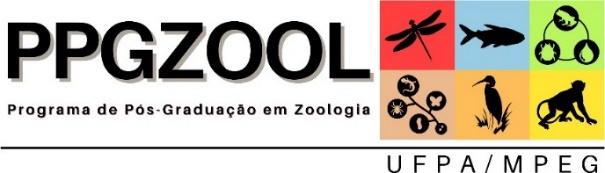 PPGZOOL
Programa de Pós-Graduação em Zoologia
UFPA/MPEG